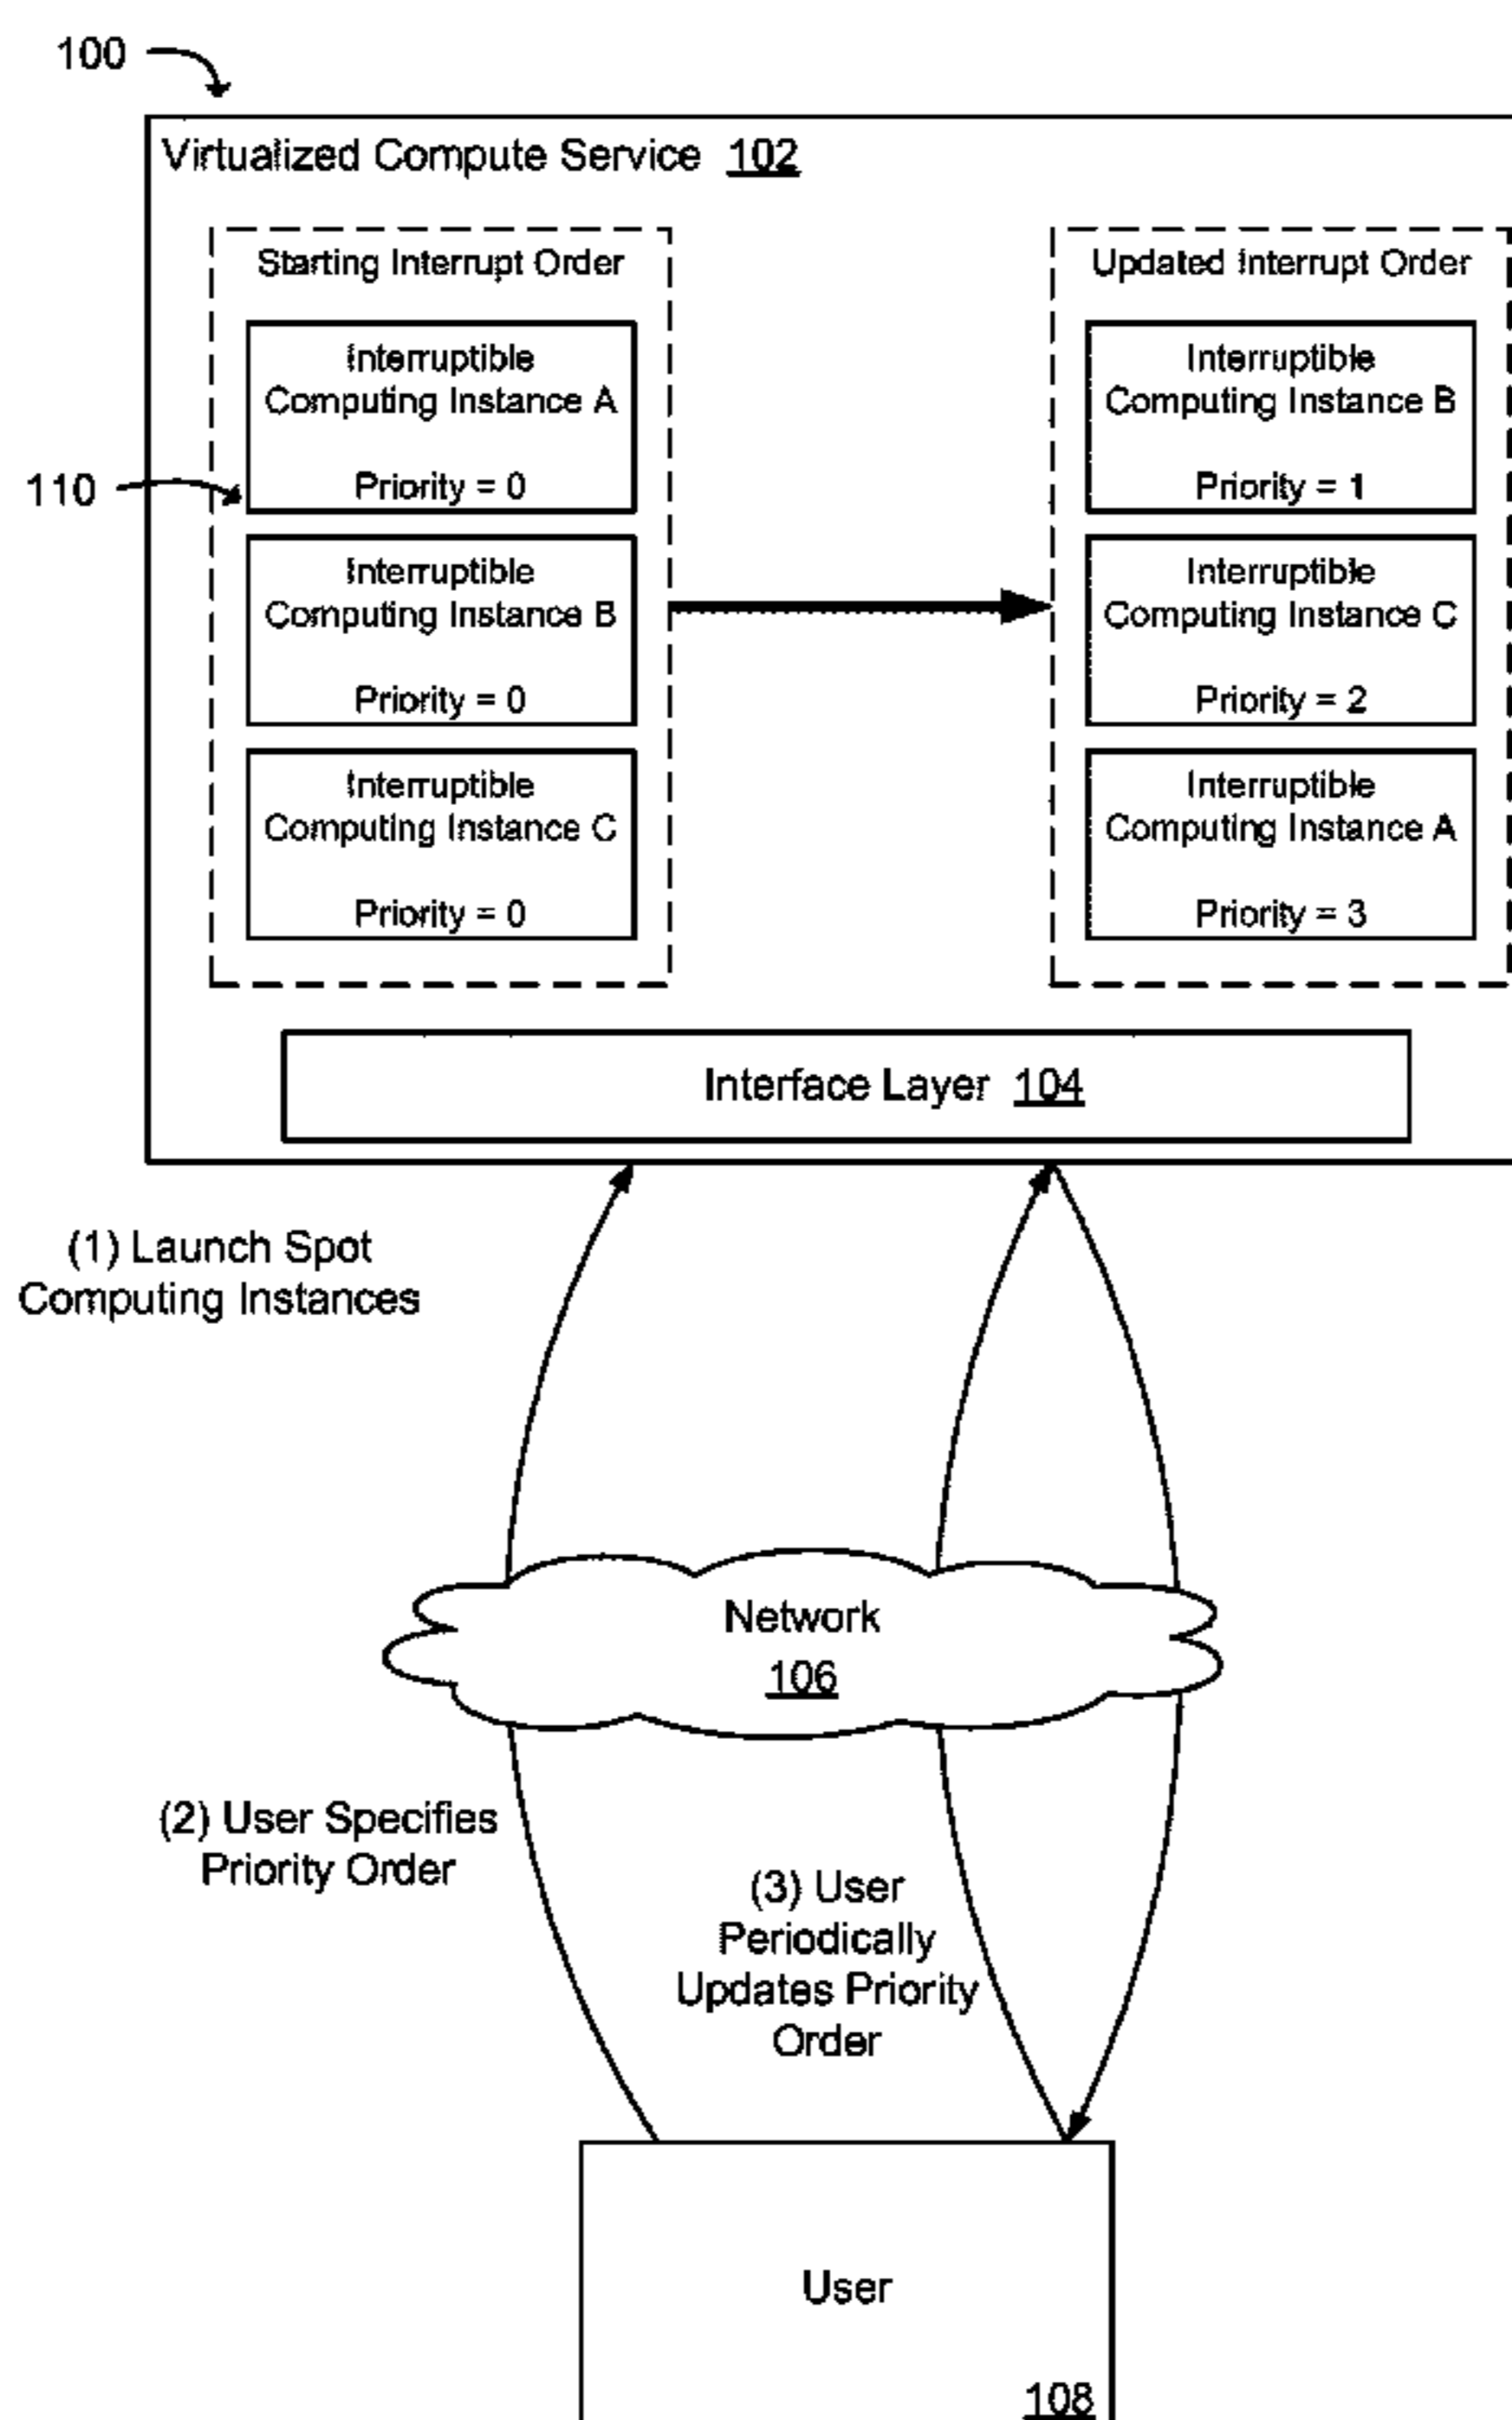 100
Virtualized Compute Service 102
Starting Interrupt Order
Interruptible
Computing Instance A
Priority = 0
110
Interruptible
Computing Instance B
Priority = 0
Interruptible
Computing Instance C
Priority = 0
Updated Interrupt Order
Interruptible
Computing Instance B
Priority = 1
Interruptible
Computing Instance C
Priority = 2
Interruptible
Computing Instance A
Priority = 3
Interface Layer 104
(1) Launch Spot
Computing Instances
Network
106
(2) User Specifies
Priority Order
(3) User
Periodically
Updates Priority
Order
User
108